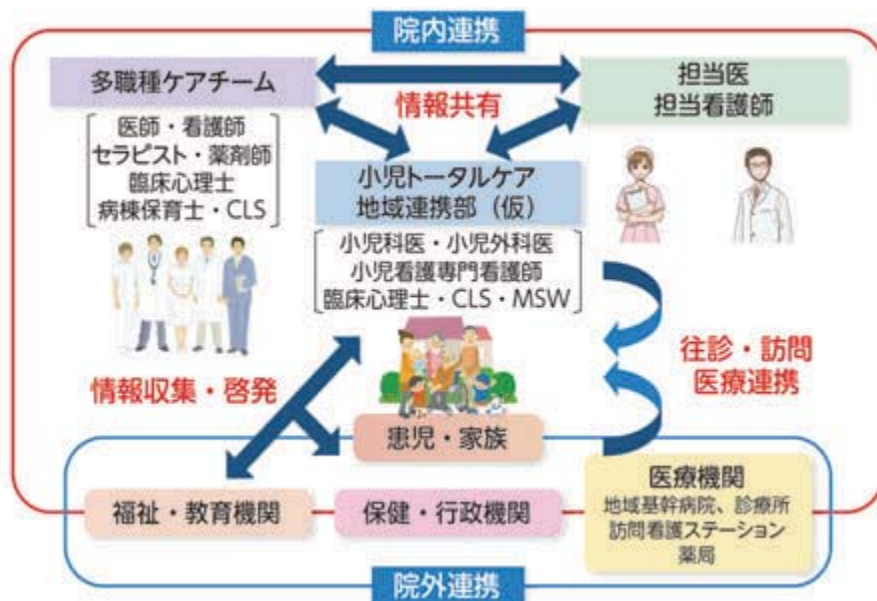 院内連携
多職種ケアチーム
医師・看護師
セラピスト・薬剤師
臨床心理士
病棟保育士・CLS
情報共有
担当医
担当看護師
小児トータルケア
地域連携部（仮）
小児科医・小児外科医
小児看護専門看護師
臨床心理士・CLS・MSW
往診・訪問
医療連携
情報収集・啓発
患児・家族
福祉・教育機関
保健・行政機関
医療機関
地域基幹病院、診療所
訪問看護ステーション
薬局
院外連携